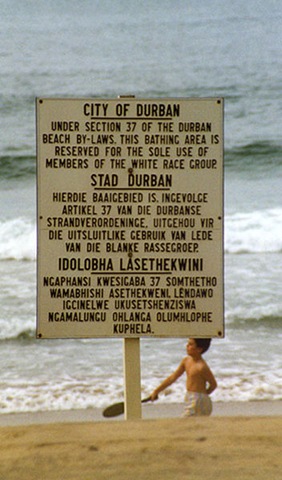 CITY OF DURBAN
UNDER SECTION 37 OF THE DURBAN
BEACH BY-LAWS. THIS BATHING AREA IS
RESERVED FOR THE SOLE USE OF
MEMBERS OF THE WHITE RACE GROUP.
STAD DURBAN
HIERDIE BAAIGEBIED IS. INGEVOLGE
ARTIKEL 37 VAN DIE DURBANSE
STRANDVERORDENINGE, UITGEHOU VIR
DIE UITSLUITLIKE GEBRUIK VAN LEDE
VAN DIE BLANKE RASSEGROEP.
IDOLOBHA LASETHEKWINI
NGAPHANSI KWESIGABA 37 SOMTHETHO
WAMABHISHI ASETHEKWENI, LENDAWO
IGCINELWE UKUSETSHENZISWA
NGAMALUNGU OHLANGA OLUMHLOPHE
KUPHELA.